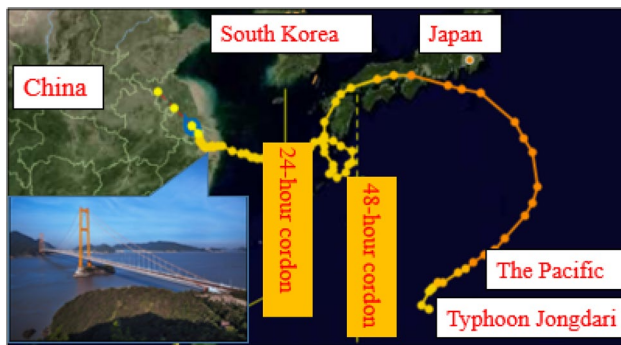 South Korea
Japan
China
24-hour cordon
48-hour cordon
The Pacific
Typhoon Jongdari